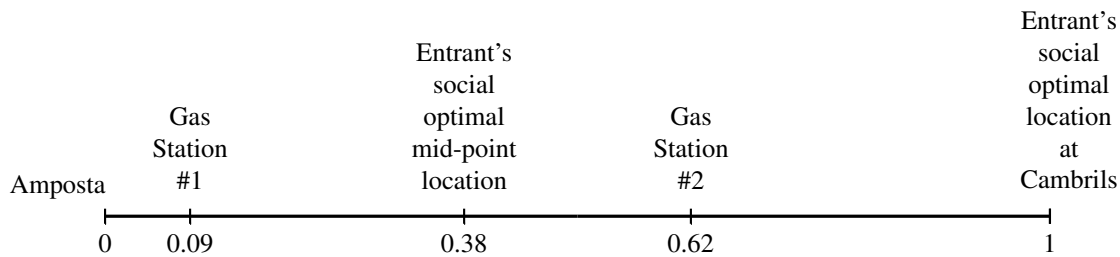 Amposta
Gas
Station
#1
Entrant's
social
optimal
mid-point
location
Gas
Station
#2
Entrant's
social
optimal
location
at
Cambrils
0
0.09
0.38
0.62
1